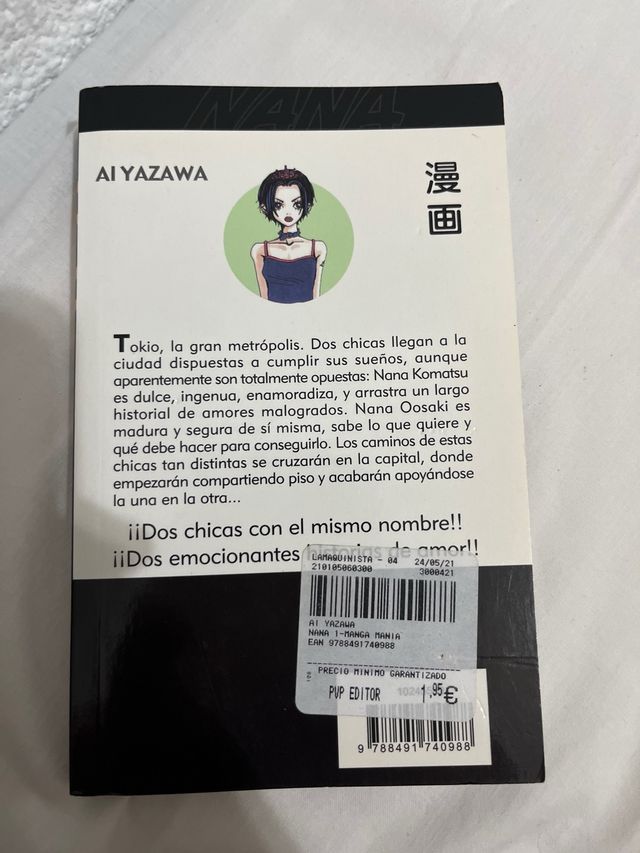 NANA
AI YAZAWA
漫
画
Tokio, la gran metrópolis. Dos chicas llegan a la
ciudad dispuestas a cumplir sus sueños, aunque
aparentemente son totalmente opuestas: Nana Komatsu
es dulce, ingenua, enamoradiza, y arrastra un largo
historial de amores malogrados. Nana Oosaki es
madura y segura de sí misma, sabe lo que quiere y
qué debe hacer para conseguirlo. Los caminos de estas
chicas tan distintas se cruzarán en la capital, donde
empezarán compartiendo piso y acabarán apoyándose
la una en la otra...
¡¡Dos chicas con el mismo nombre!!
¡¡Dos emocionantes historias de amor!!
LAMAQUINISTA - 04 24/05/21
210105060300 3000421
AI YAZAWA
NANA 1-MANGA MANIA
EAN 9788491740988
PRECIO MINIMO GARANTIZADO
PVP EDITOR 1,95€
9 788491 740988